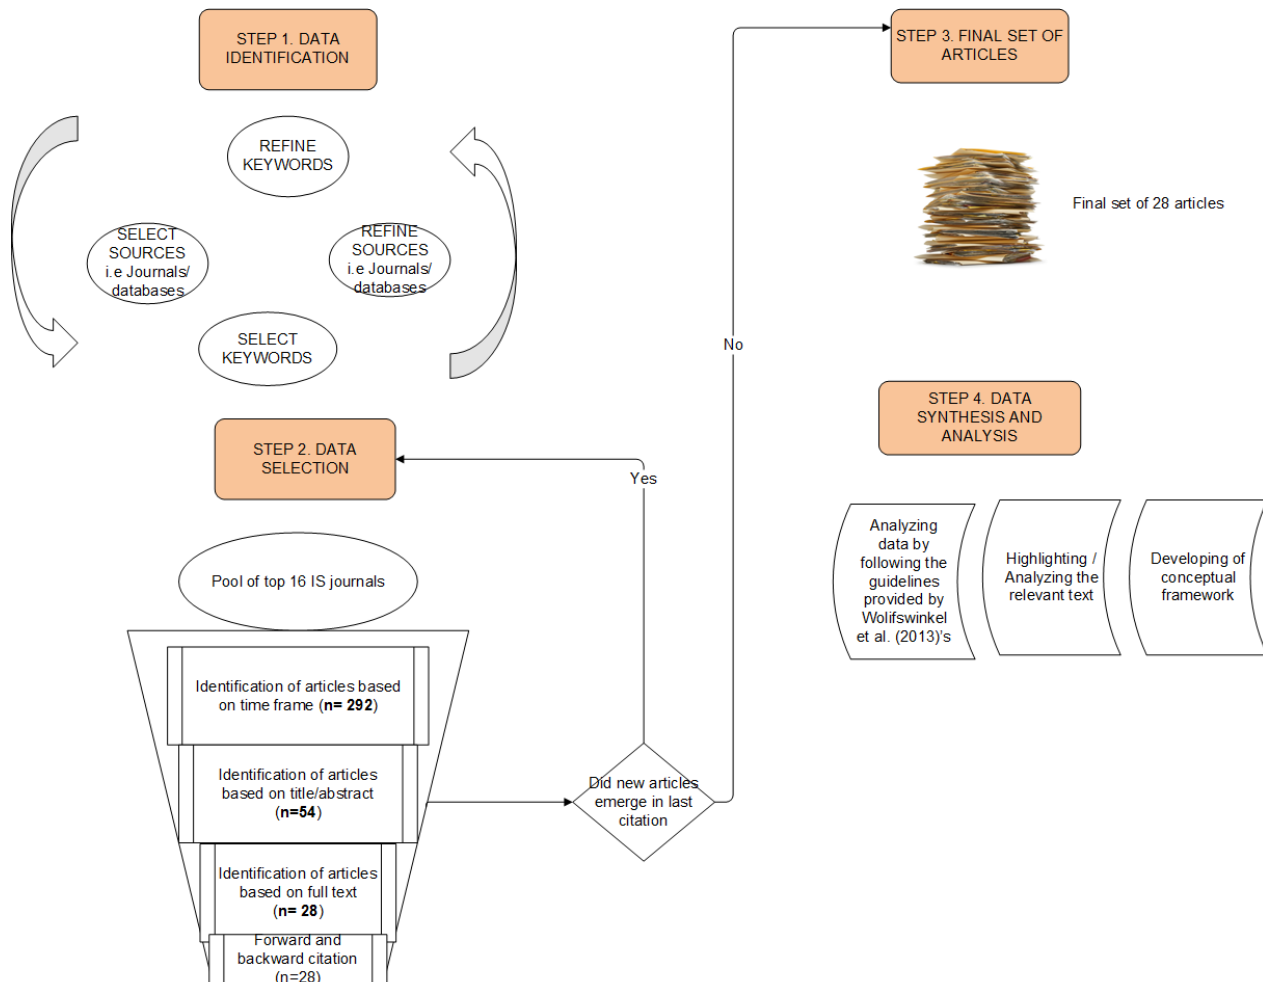 STEP 1. DATA
IDENTIFICATION
REFINE
KEYWORDS
SELECT
SOURCES
i.e Journals/
databases
REFINE
SOURCES
i.e Journals/
databases
SELECT
KEYWORDS
STEP 2. DATA
SELECTION
Pool of top 16 IS journals
Identification of articles based
on time frame (n= 292)
Identification of articles
based on title/abstract
(n=54)
Identification of articles
based on full text
(n= 28)
Forward and
backward citation
(n=28)
Did new articles
emerge in last
citation
Yes
No
STEP 3. FINAL SET OF
ARTICLES
Final set of 28 articles
STEP 4. DATA
SYNTHESIS AND
ANALYSIS
Analyzing
data by
following the
guidelines
provided by
Wolifswinkel
et al. (2013)'s
Highlighting /
Analyzing the
relevant text
Developing of
conceptual
framework